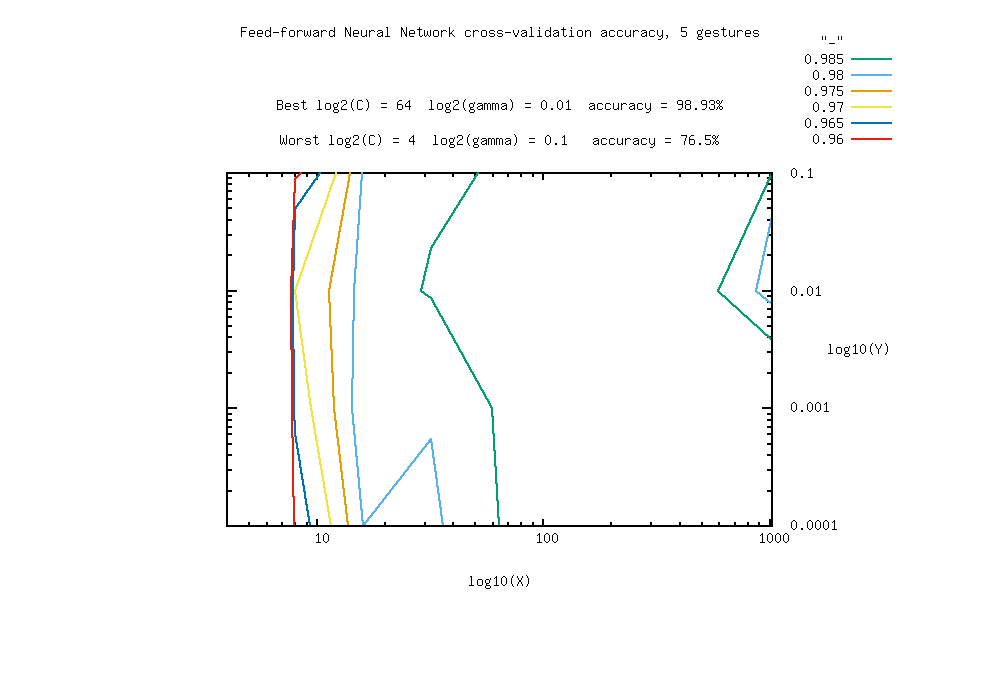 Feed-forward Neural Network cross-validation accuracy, 5 gestures
"_"
0.985
0.98
0.975
0.97
0.965
0.96
Best log2(C) = 64 log2(gamma) = 0.01 accuracy = 98.93%
Worst log2(C) = 4 log2(gamma) = 0.1 accuracy = 76.5%
0.1
0.01
log10(Y)
0.001
0.0001
10
100
1000
log10(X)